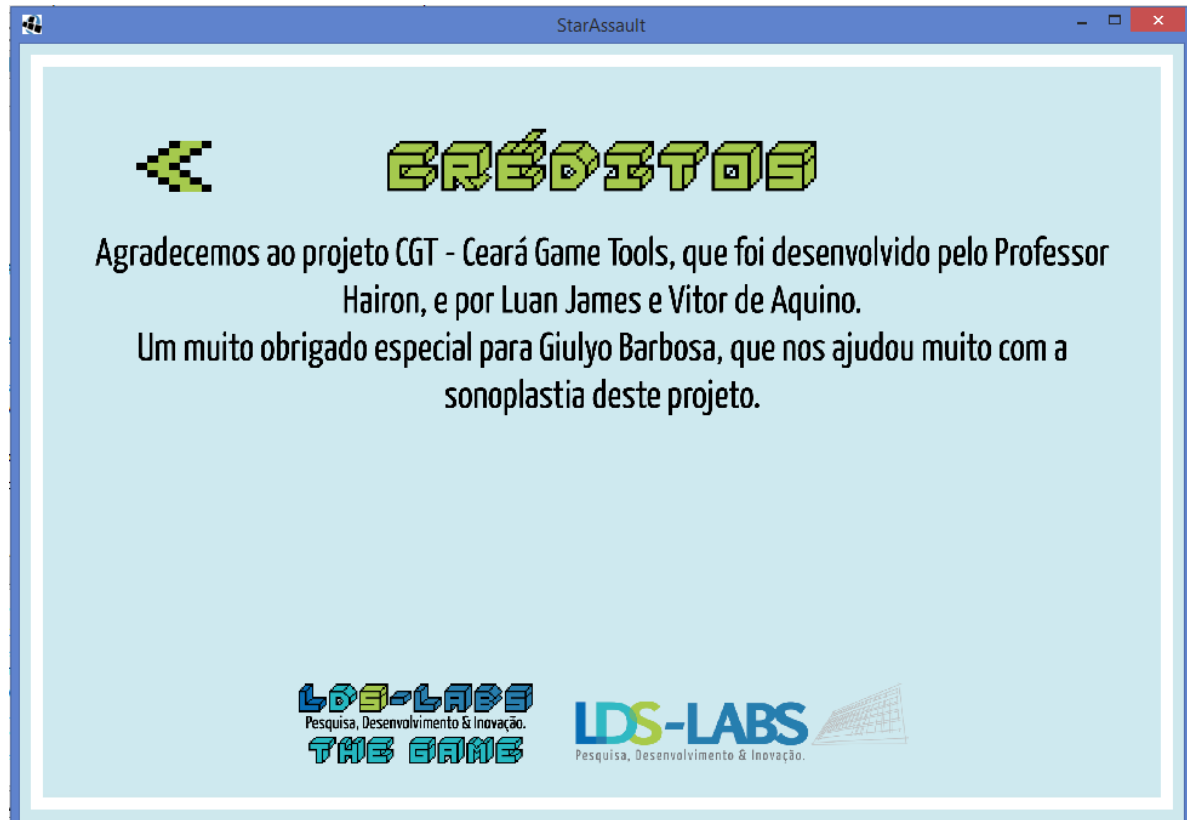 StarAssault
CRÉDITOS
Agradecemos ao projeto CGT - Ceará Game Tools, que foi desenvolvido pelo Professor
Hairon, e por Luan James e Vitor de Aquino.
Um muito obrigado especial para Giulyo Barbosa, que nos ajudou muito com a
sonoplastia deste projeto.
LDS-LABS
Pesquisa, Desenvolvimento & Inovação.
THE GAME
LDS-LABS
Pesquisa, Desenvolvimento & Inovação.